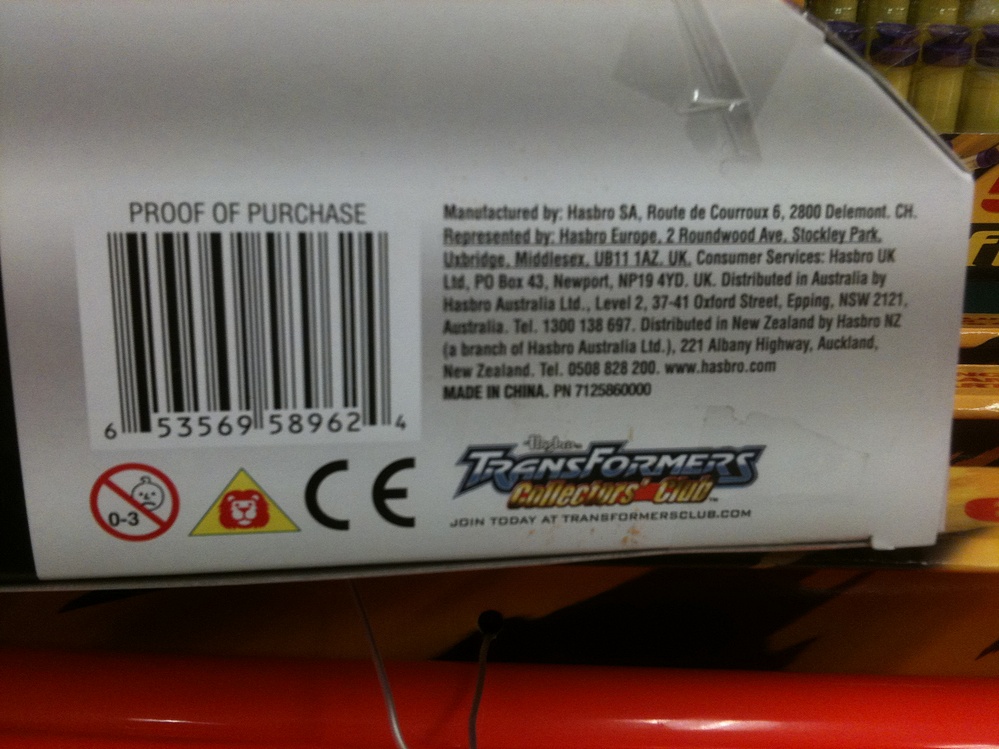 PROOF OF PURCHASE
6 53569 58962 4
Manufactured by: Hasbro SA, Route de Courroux 6, 2800 Delemont. CH.
Represented by: Hasbro Europe, 2 Roundwood Ave, Stockley Park,
Uxbridge, Middlesex, UB11 1AZ. UK. Consumer Services: Hasbro UK
Ltd, PO Box 43, Newport, NP19 4YD. UK. Distributed in Australia by
Hasbro Australia Ltd., Level 2, 37-41 Oxford Street, Epping, NSW 2121,
Australia. Tel. 1300 138 697. Distributed in New Zealand by Hasbro NZ
(a branch of Hasbro Australia Ltd.), 221 Albany Highway, Auckland,
New Zealand. Tel. 0508 828 200. www.hasbro.com
MADE IN CHINA. PN 7125860000
0-3
CE
TRANSFORMERS
Collectors' Club™
JOIN TODAY AT TRANSFORMERSCLUB.COM